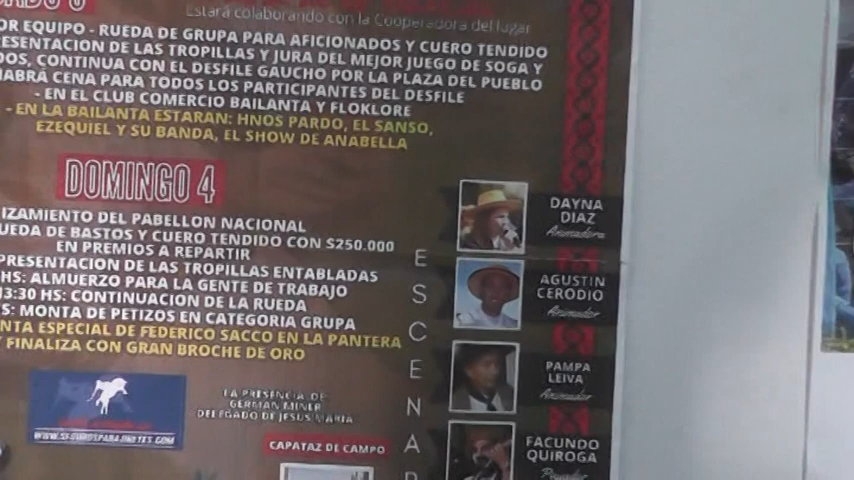 Estará colaborando con la Cooperadora del lugar
OR EQUIPO - RUEDA DE GRUPA PARA AFICIONADOS Y CUERO TENDIDO
ESENTACION DE LAS TROPILLAS Y JURA DEL MEJOR JUEGO DE SOGA Y
DOS, CONTINUA CON EL DESFILE GAUCHO POR LA PLAZA DEL PUEBLO
HABRÁ CENA PARA TODOS LOS PARTICIPANTES DEL DESFILE
- EN EL CLUB COMERCIO BAILANTA Y FLOKLORE
- EN LA BAILANTA ESTARAN: HNOS PARDO, EL SANSO,
EZEQUIEL Y SU BANDA, EL SHOW DE ANABELLA
DOMINGO 4
IZAMIENTO DEL PABELLON NACIONAL
UEDA DE BASTOS Y CUERO TENDIDO CON $250.000
EN PREMIOS A REPARTIR
PRESENTACION DE LAS TROPILLAS ENTABLADAS
HS: ALMUERZO PARA LA GENTE DE TRABAJO
13:30 HS: CONTINUACION DE LA RUEDA
S: MONTA DE PETIZOS EN CATEGORIA GRUPA
NTA ESPECIAL DE FEDERICO SACCO EN LA PANTERA
Y FINALIZA CON GRAN BROCHE DE ORO
LA PRESENCIA DE
GERMAN MINER
DELEGADO DE JESUS MARIA
CAPATAZ DE CAMPO
ESCENAR
DAYNA
DIAZ
Animadora
AGUSTIN
CERODIO
Animador
PAMPA
LEIVA
Animador
FACUNDO
QUIROGA